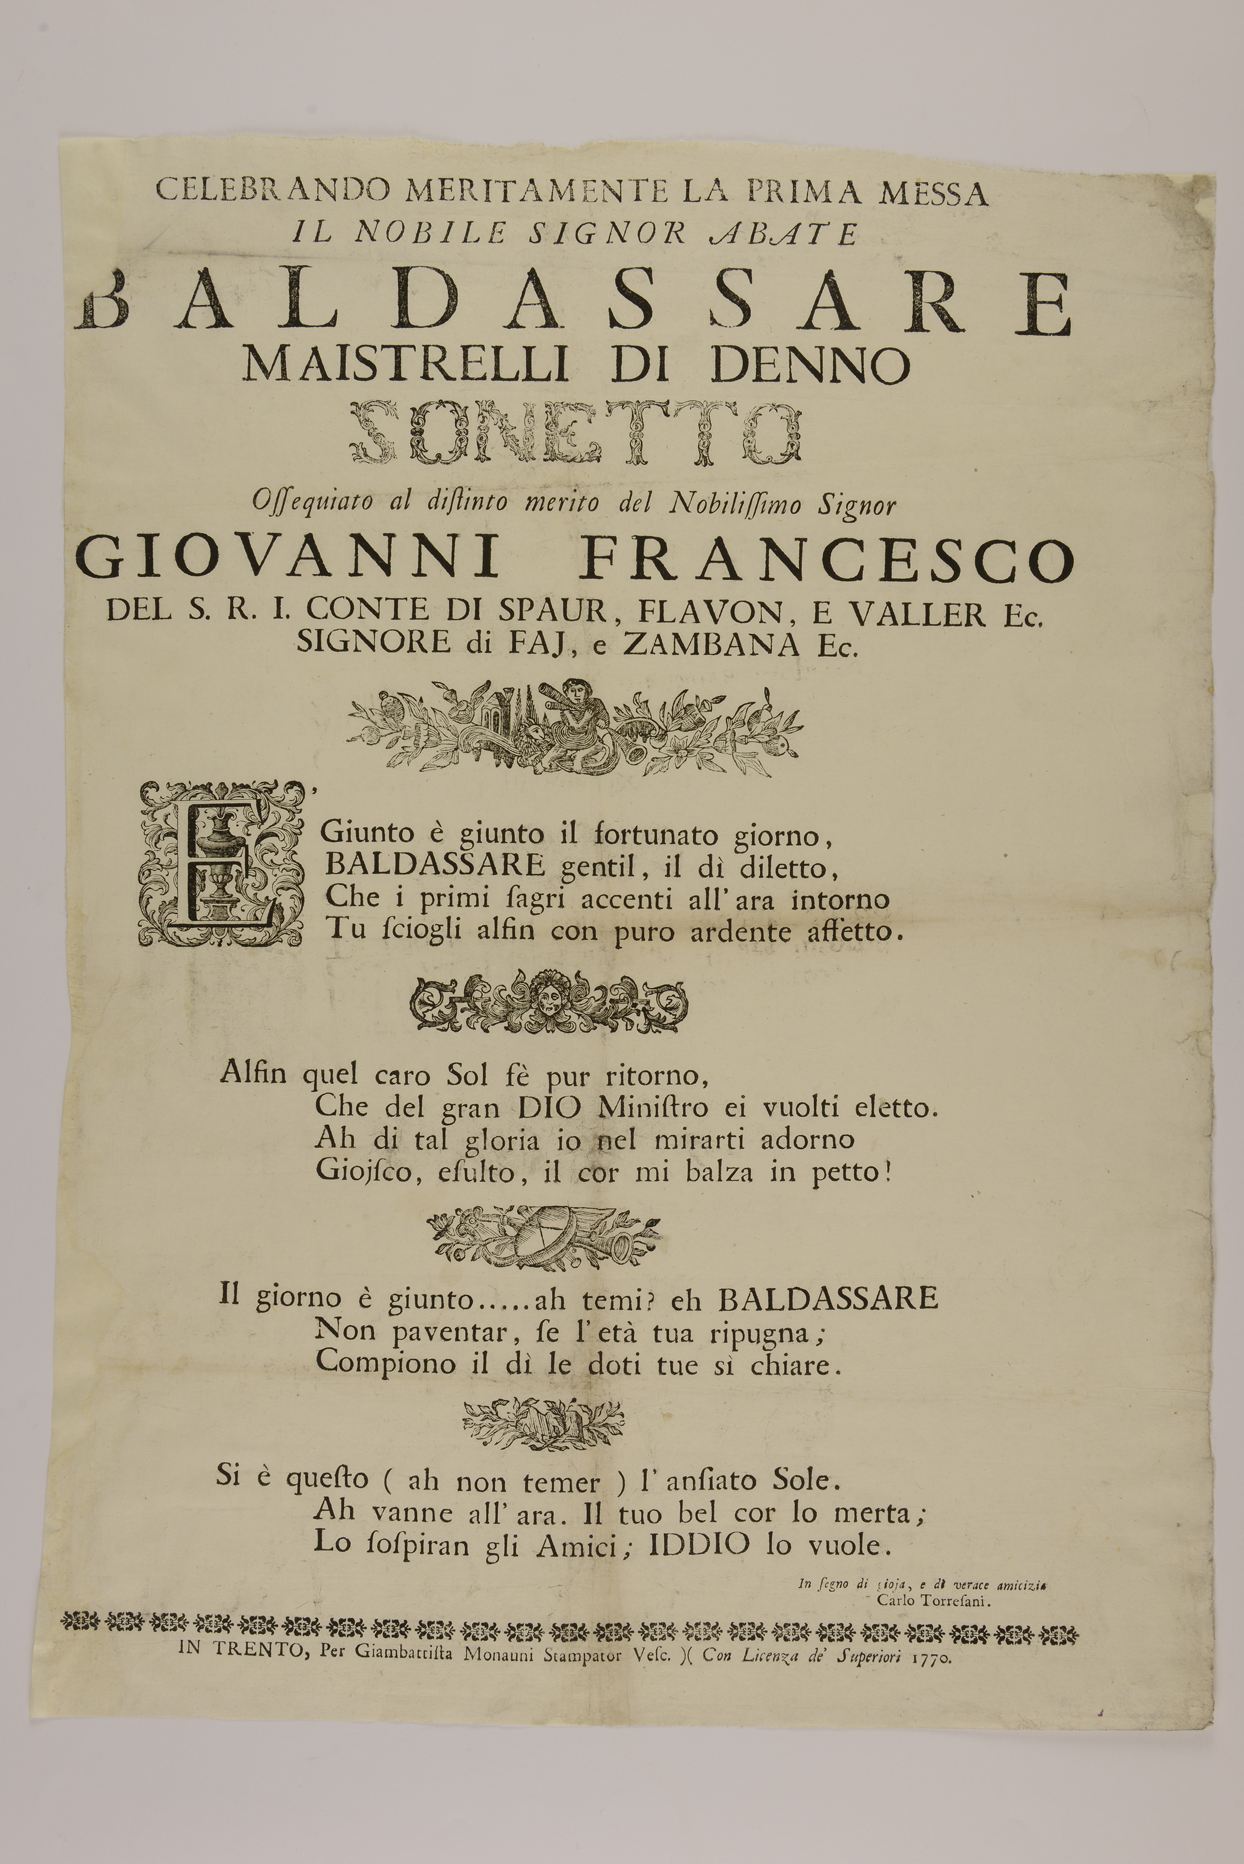 CELEBRANDO MERITAMENTE LA PRIMA MESSA
IL NOBILE SIGNOR ABATE
BALDASSARE
MAISTRELLI DI DENNO
SONETTO
Oſſequiato al diſtinto merito del Nobiliſſimo Signor
GIOVANNI FRANCESCO
DEL S. R. I. CONTE DI SPAUR, FLAVON, E VALLER Ec.
SIGNORE di FAJ, e ZAMBANA Ec.
E'
Giunto è giunto il fortunato giorno,
BALDASSARE gentil, il dì diletto,
Che i primi ſagri accenti all' ara intorno
Tu ſciogli alfin con puro ardente affetto.
Alfin quel caro Sol fè pur ritorno,
Che del gran DIO Miniſtro ei vuolti eletto.
Ah di tal gloria io nel mirarti adorno
Giojſco, eſulto, il cor mi balza in petto!
Il giorno è giunto.....ah temi? eh BALDASSARE
Non paventar, ſe l' età tua ripugna;
Compiono il dì le doti tue sì chiare.
Si è queſto ( ah non temer ) l' anſiato Sole.
Ah vanne all' ara. Il tuo bel cor lo merta;
Lo ſoſpiran gli Amici; IDDIO lo vuole.
In ſegno di gioja, e di verace amicizia
Carlo Torreſani.
IN TRENTO, Per Giambattiſta Monauni Stampator Veſc. )( Con Licenza de' Superiori 1770.